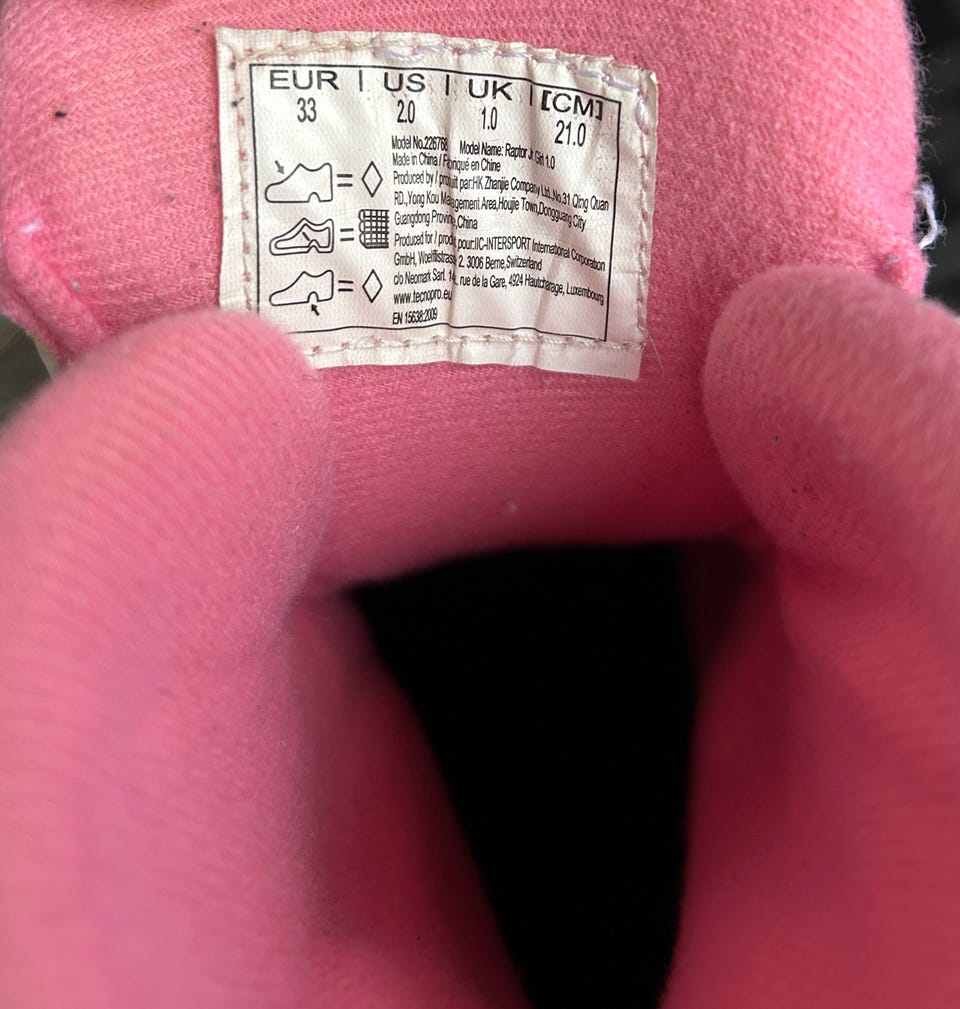 EUR | US | UK | [CM]
33 2.0 1.0 21.0
Model No.226768 Model Name: Raptor Jr Girl 1.0
Made in China / Fabriqué en Chine
Produced by / produit par:HK Zhanjie Company Ltd. No.31 Qing Quan
RD.,Yong Kou Management Area,Houjie Town,Dongguang City
Guangdong Province,China
Produced for / produit pour:IIC-INTERSPORT International Corporation
GmbH, Woelflistrasse 2, 3006 Berne,Switzerland
c/o Neomark Sarl. rue de la Gare, 4924 Hautcharage, Luxembourg
www.tecnopro.eu
EN 15638:2009